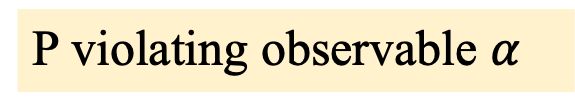 P violating observable 𝛼